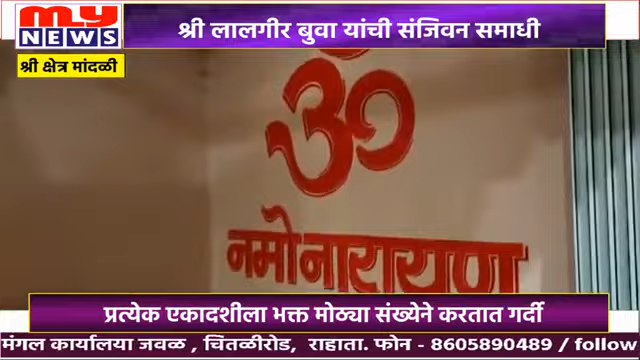 my
NEWS
श्री लालगीर बुवा यांची संजिवन समाधी
श्री क्षेत्र मांदळी
ॐ
नमोनारायण
प्रत्येक एकादशीला भक्त मोठ्या संख्येने करतात गर्दी
मंगल कार्यालया जवळ , चिंतळीरोड, राहाता. फोन - 8605890489 / follow